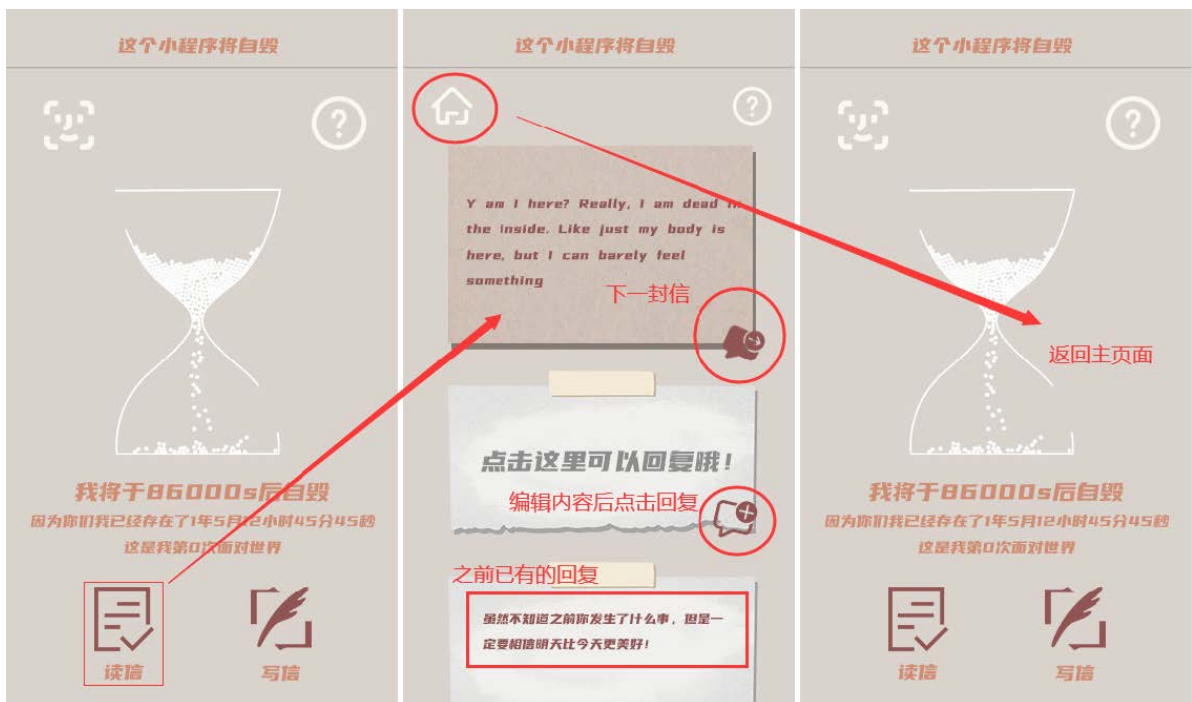 这个小程序将自毁
我将于86000s后自毁
因为你们我已经存在了1年5月12小时45分45秒
这是我第0次面对世界
读信
写信
这个小程序将自毁
?
Y am I here? Really, I am dead in
the inside. Like just my body is
here, but I can barely feel
something
下一封信
点击这里可以回复哦!
编辑内容后点击回复
之前已有的回复
虽然不知道之前你发生了什么事,但是一
定要相信明天比今天更美好!
这个小程序将自毁
?
返回主页面
我将于86000s后自毁
因为你们我已经存在了1年5月12小时45分45秒
这是我第0次面对世界
读信
写信